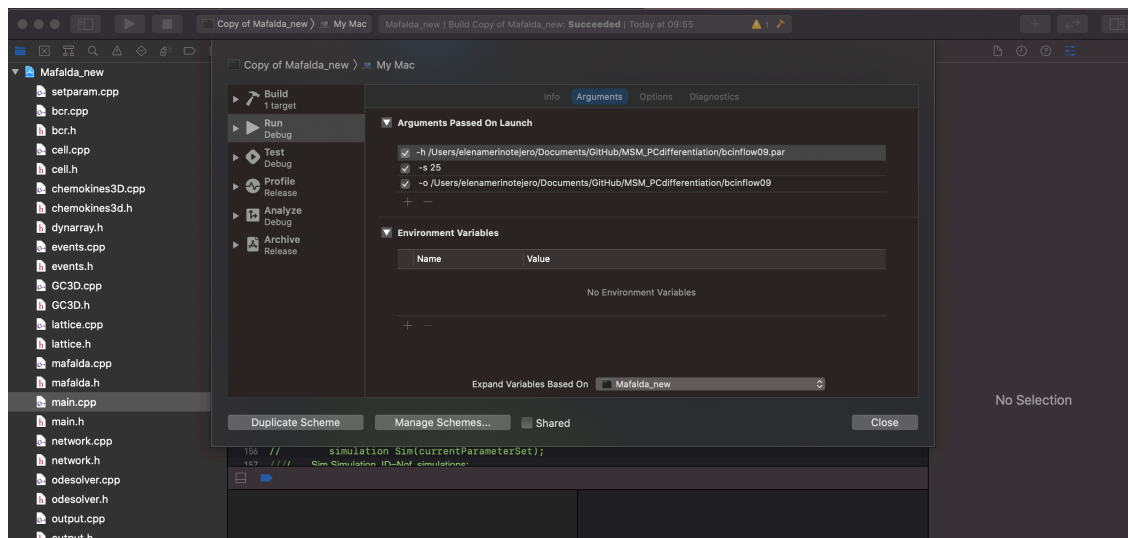 Copy of Mafalda_new 〉 My Mac
Mafalda_new | Build Copy of Mafalda_new: Succeeded | Today at 09:55
1
Mafalda_new
setparam.cpp
bcr.cpp
bcr.h
cell.cpp
cell.h
chemokines3D.cpp
chemokines3d.h
dynarray.h
events.cpp
events.h
GC3D.cpp
GC3D.h
lattice.cpp
lattice.h
mafalda.cpp
mafalda.h
main.cpp
main.h
network.cpp
network.h
odesolver.cpp
odesolver.h
output.cpp
output.h
Copy of Mafalda_new 〉 My Mac
Build
1 target
Run
Debug
Test
Debug
Profile
Release
Analyze
Debug
Archive
Release
Info Arguments Options Diagnostics
Arguments Passed On Launch
-h /Users/elenamerinotejero/Documents/GitHub/MSM_PCdifferentiation/bcinflow09.par
-s 25
-o /Users/elenamerinotejero/Documents/GitHub/MSM_PCdifferentiation/bcinflow09
Environment Variables
Name Value
No Environment Variables
Expand Variables Based On Mafalda_new
Duplicate Scheme Manage Schemes... Shared Close
156 // simulation Sim(currentParameterSet);
157 //// Sim.Simulation_ID=Nof_simulations;
No Selection